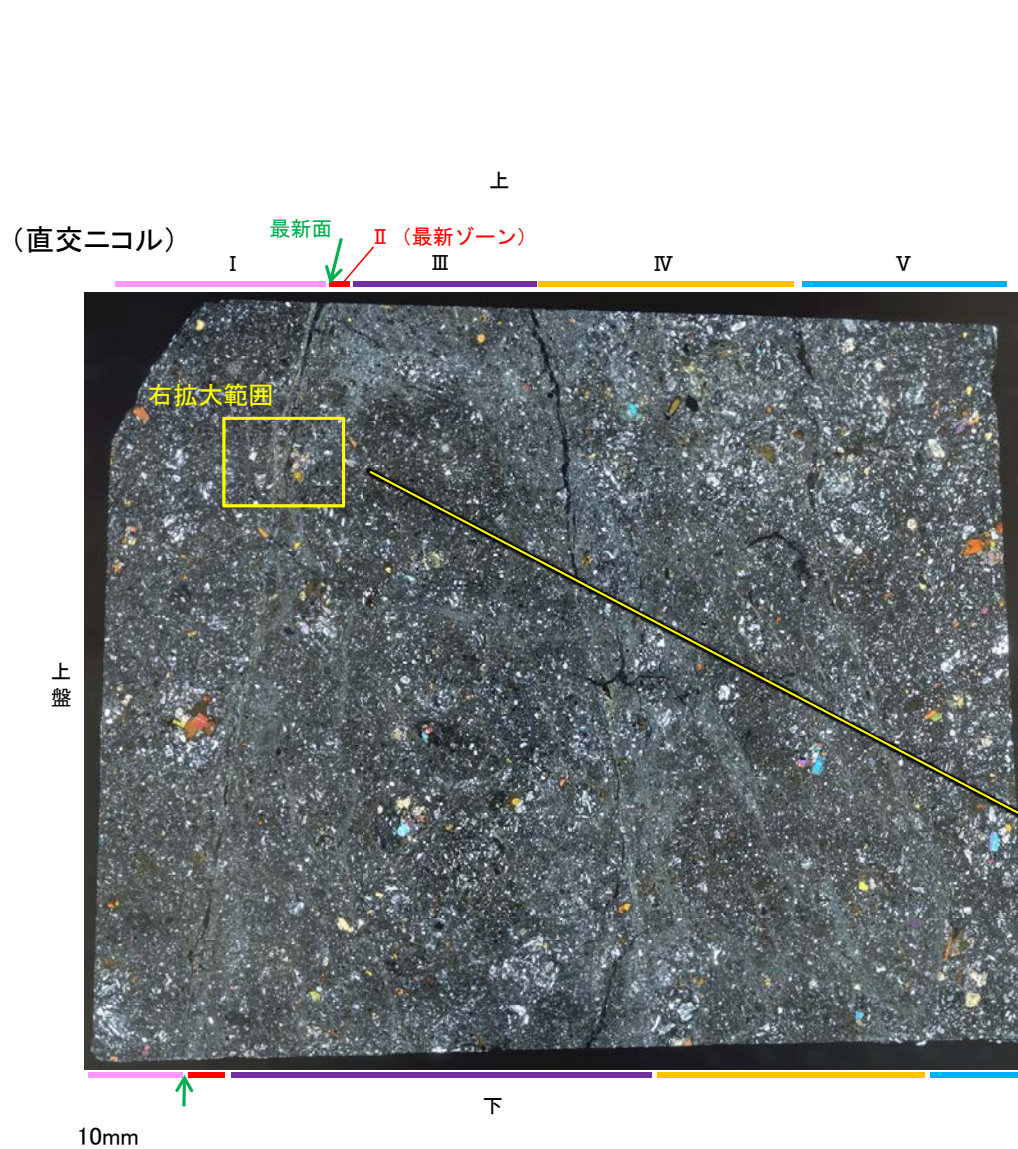 上
（直交ニコル）
最新面
Ⅱ （最新ゾーン）
Ⅰ
Ⅲ
Ⅳ
Ⅴ
右拡大範囲
上盤
下
10mm